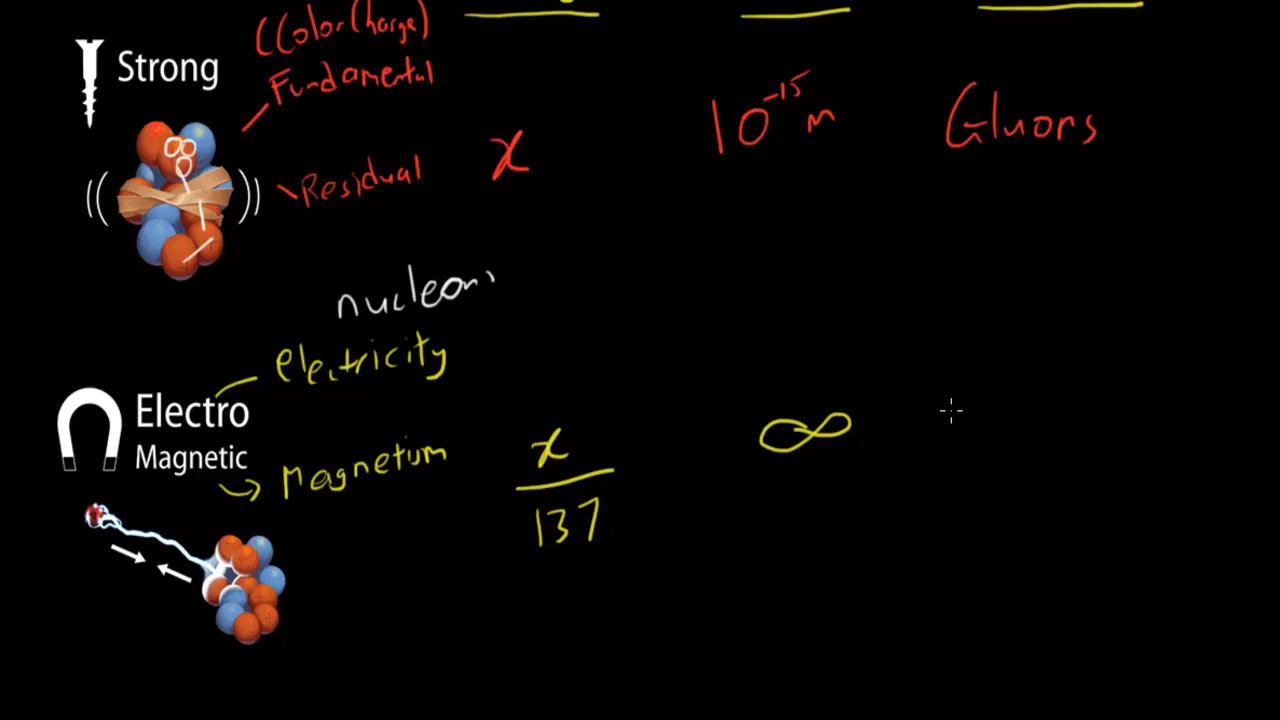 (Color Charge)
Strong
Fundamental
10^-15 m
Gluons
x
Residual
nucleon
electricity
Electro
Magnetic
Magnetism
x
137
∞